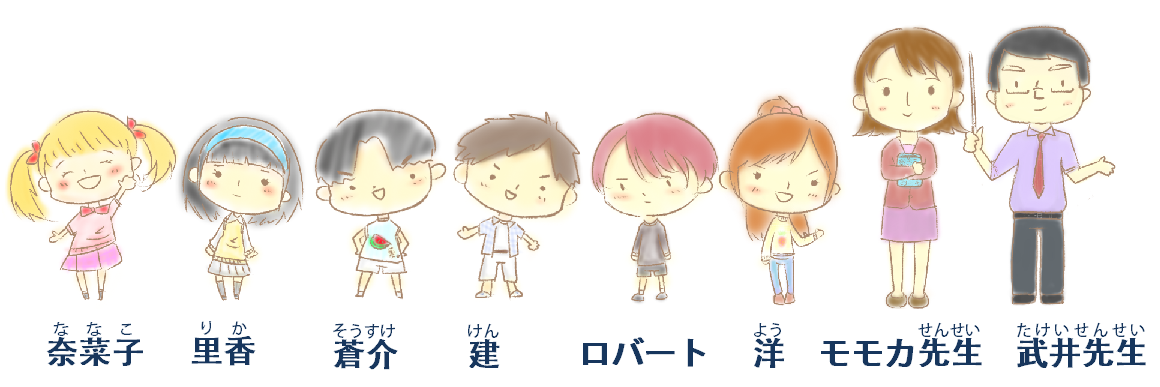 ななこ りか そうすけ けん よう せんせい たけいせんせい
奈菜子 里香 蒼介 建 ロバート 洋 モモカ先生 武井先生